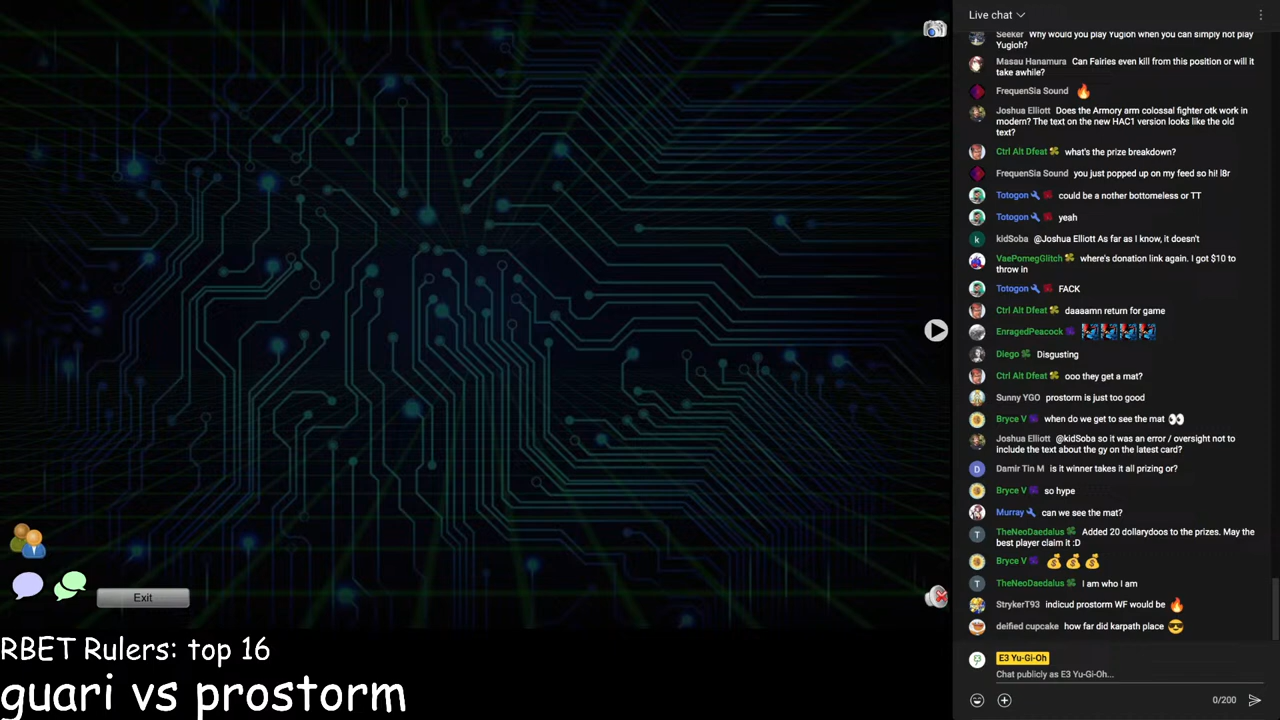 Live chat
Seeker Why would you play Yugioh when you can simply not play
Yugioh?
Masau Hanamura Can Fairies even kill from this position or will it
take awhile?
FrequenSia Sound
Joshua Elliott Does the Armory arm colossal fighter otk work in
modern? The text on the new HAC1 version looks like the old
text?
Ctrl Alt Dfeat what's the prize breakdown?
FrequenSia Sound you just popped up on my feed so hi! l8r
Totogon could be a nother bottomeless or TT
Totogon yeah
k kidSoba @Joshua Elliott As far as I know, it doesn't
VaePomegGlitch where's donation link again. I got $10 to
throw in
Totogon FACK
Ctrl Alt Dfeat daaaamn return for game
EnragedPeacock
Diego Disgusting
Ctrl Alt Dfeat ooo they get a mat?
Sunny YGO prostorm is just too good
Bryce V when do we get to see the mat
Joshua Elliott @kidSoba so it was an error / oversight not to
include the text about the gy on the latest card?
D Damir Tin M is it winner takes it all prizing or?
Bryce V so hype
Murray can we see the mat?
T TheNeoDaedalus Added 20 dollarydoos to the prizes. May the
best player claim it :D
Bryce V
T TheNeoDaedalus I am who I am
StrykerT93 indicud prostorm WF would be
deified cupcake how far did karpath place
E3 Yu-Gi-Oh
Chat publicly as E3 Yu-Gi-Oh...
0/200
Exit
RBET Rulers: top 16
guari vs prostorm